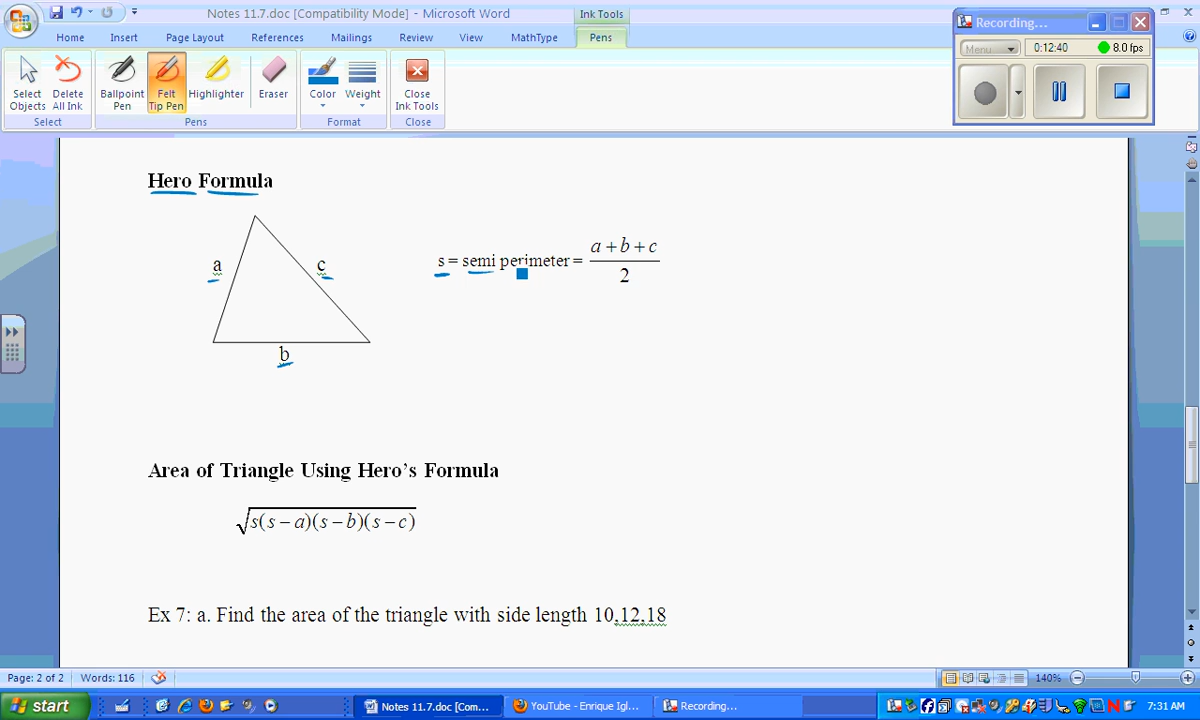 Notes 11.7.doc [Compatibility Mode] - Microsoft Word
Ink Tools
Recording...
Home Insert Page Layout References Mailings Review View MathType Pens
Menu 0:12:40 8.0 fps
Select Objects Delete All Ink Ballpoint Pen Felt Tip Pen Highlighter Eraser Color Weight Close Ink Tools
Select Pens Format Close
Hero Formula
a c
b
s = semi perimeter = \frac{a+b+c}{2}
Area of Triangle Using Hero's Formula
√s(s−a)(s−b)(s−c)
Ex 7: a. Find the area of the triangle with side length 10,12,18
Page: 2 of 2 Words: 116 140%
start Notes 11.7.doc [Com... YouTube - Enrique Igl... Recording... 7:31 AM